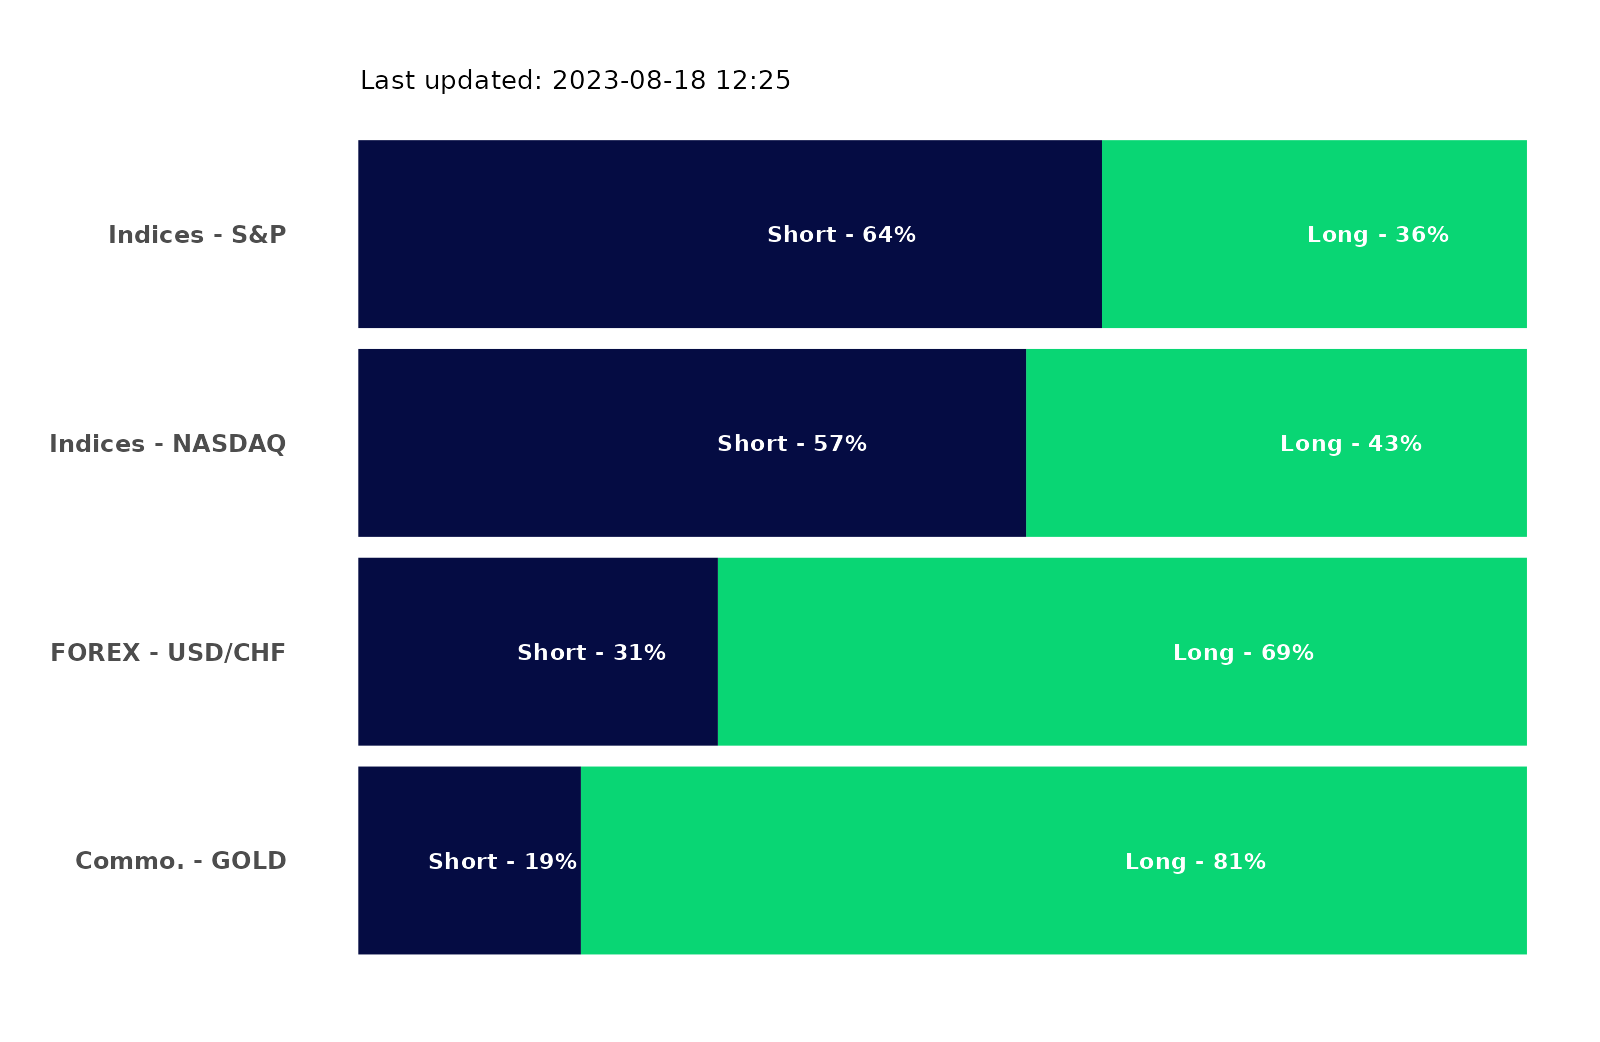 Last updated: 2023-08-18 12:25
Indices - S&P
Short - 64%
Long - 36%
Indices - NASDAQ
Short - 57%
Long - 43%
FOREX - USD/CHF
Short - 31%
Long - 69%
Commo. - GOLD
Short - 19%
Long - 81%